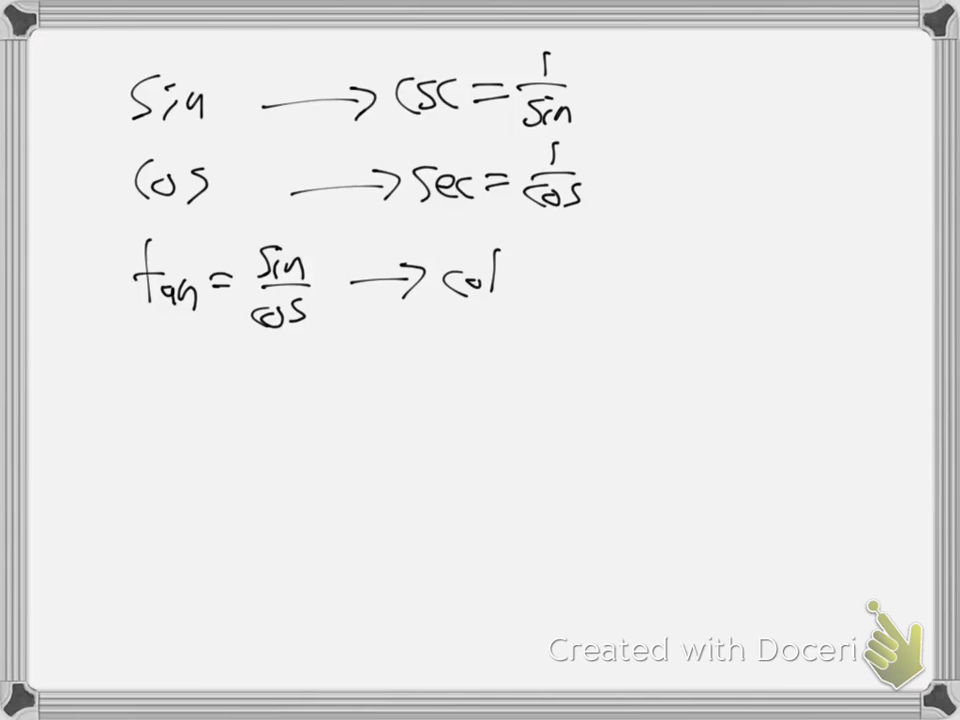 sin → csc = 1/sin
cos → sec = 1/cos
tan = sin/cos → cot
Created with Doceri